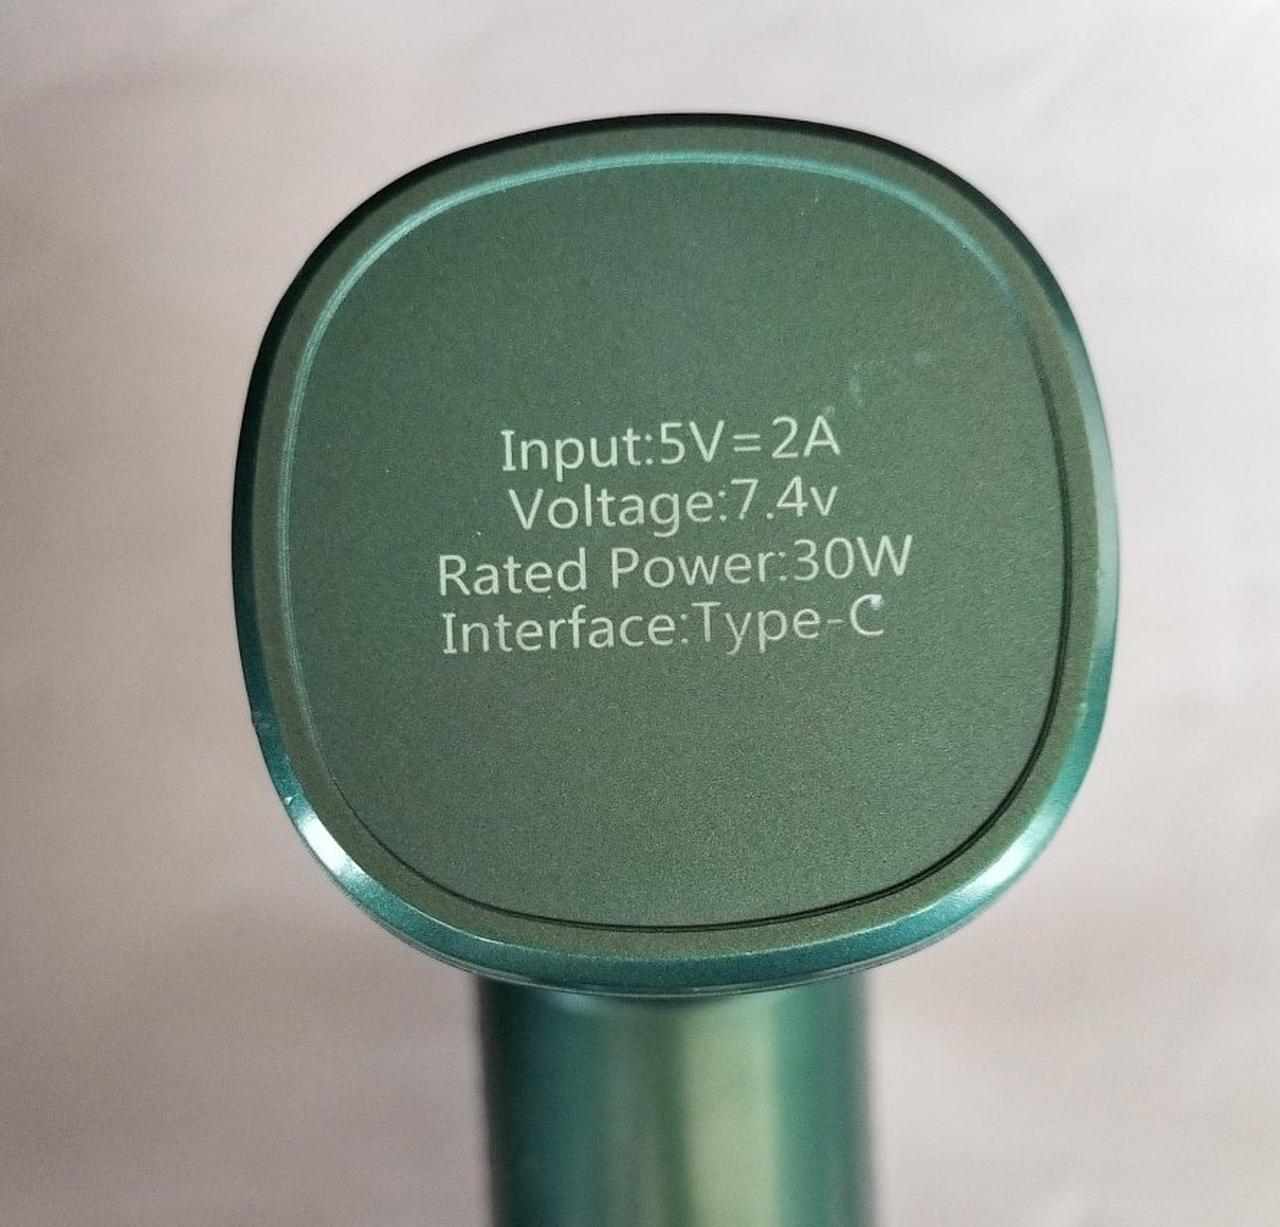 Input:5V=2A
Voltage:7.4v
Rated Power:30W
Interface:Type-C